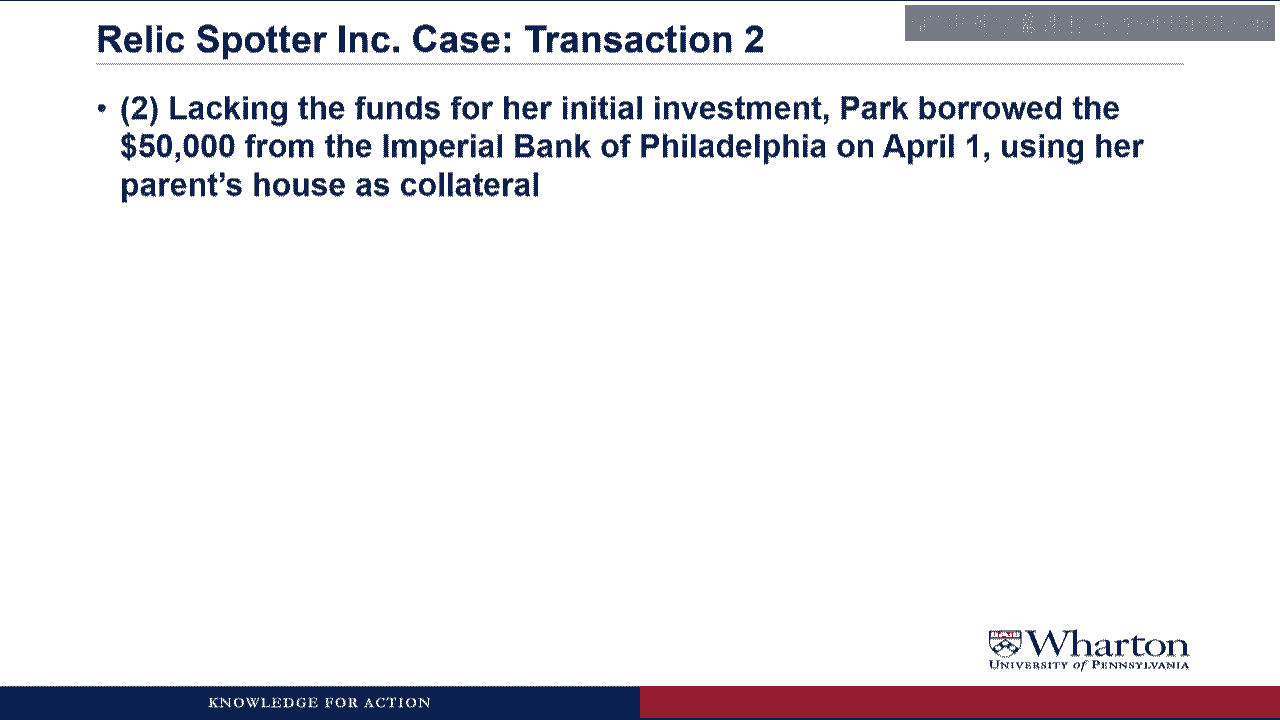 Relic Spotter Inc. Case: Transaction 2
• (2) Lacking the funds for her initial investment, Park borrowed the
$50,000 from the Imperial Bank of Philadelphia on April 1, using her
parent’s house as collateral
Wharton
UNIVERSITY of PENNSYLVANIA
KNOWLEDGE FOR ACTION